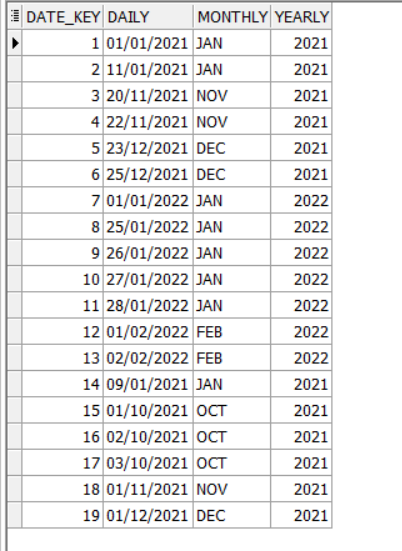 DATE_KEY DAILY MONTHLY YEARLY
1 01/01/2021 JAN 2021
2 11/01/2021 JAN 2021
3 20/11/2021 NOV 2021
4 22/11/2021 NOV 2021
5 23/12/2021 DEC 2021
6 25/12/2021 DEC 2021
7 01/01/2022 JAN 2022
8 25/01/2022 JAN 2022
9 26/01/2022 JAN 2022
10 27/01/2022 JAN 2022
11 28/01/2022 JAN 2022
12 01/02/2022 FEB 2022
13 02/02/2022 FEB 2022
14 09/01/2021 JAN 2021
15 01/10/2021 OCT 2021
16 02/10/2021 OCT 2021
17 03/10/2021 OCT 2021
18 01/11/2021 NOV 2021
19 01/12/2021 DEC 2021